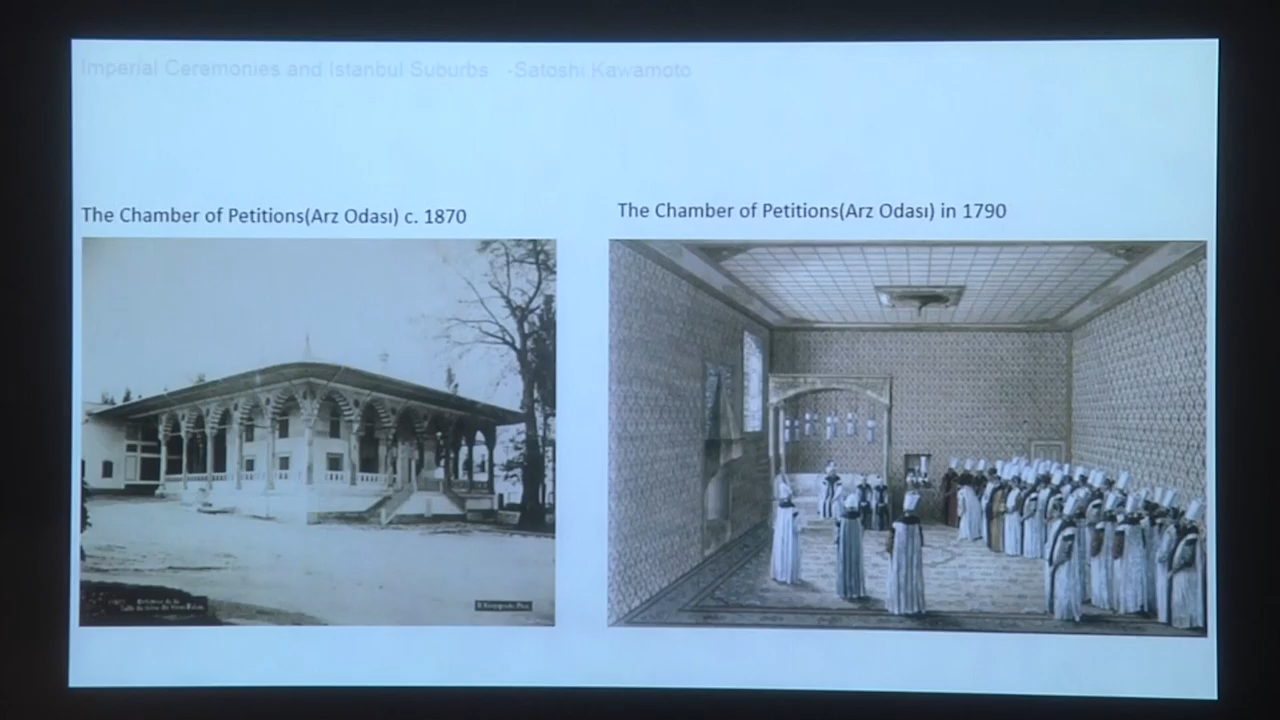 Imperial Ceremonies and Istanbul Suburbs -Satoshi Kawamoto
The Chamber of Petitions(Arz Odası) c. 1870
The Chamber of Petitions(Arz Odası) in 1790